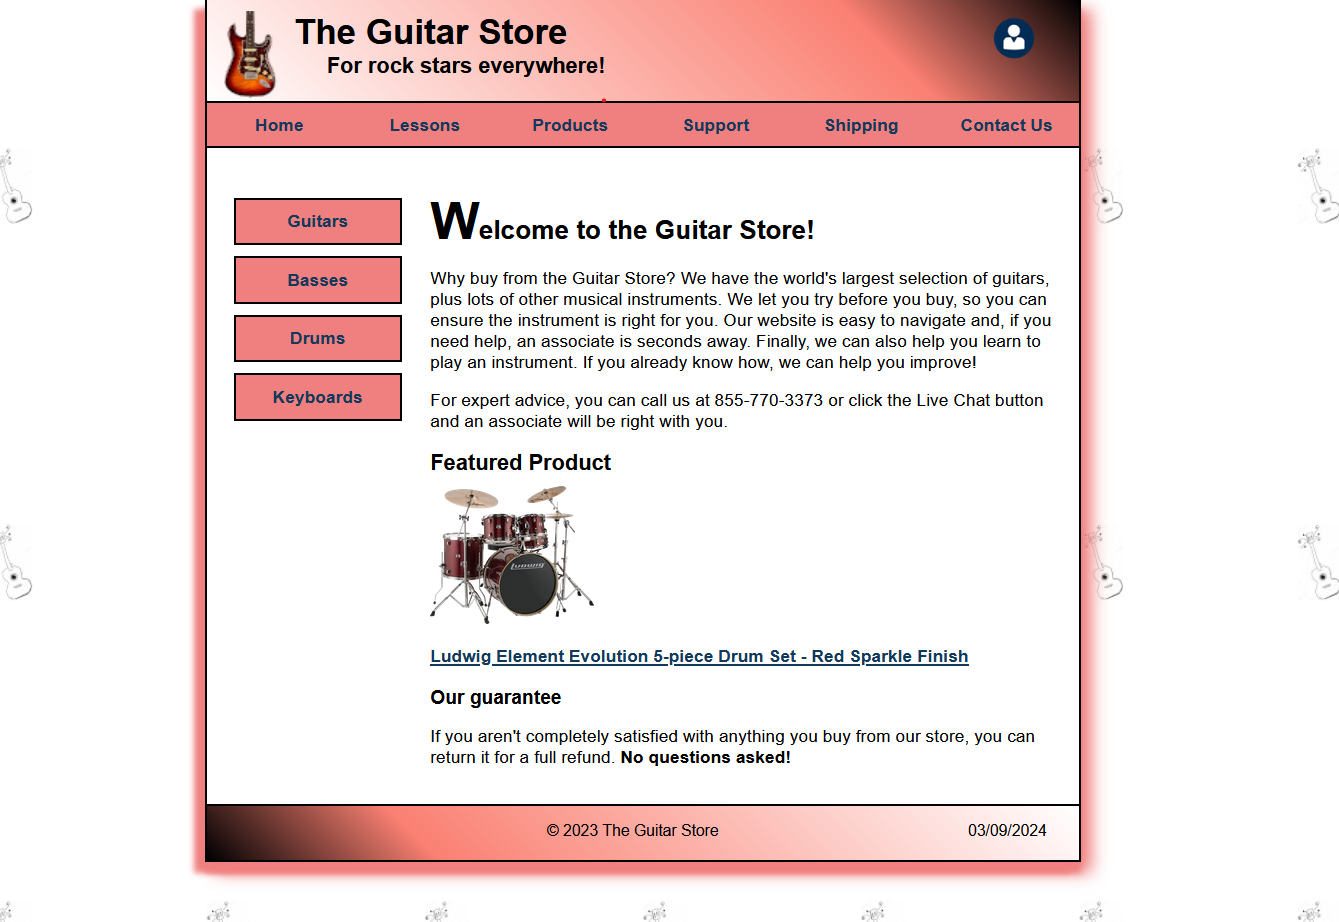 The Guitar Store
For rock stars everywhere!
Home Lessons Products Support Shipping Contact Us
Guitars
Basses
Drums
Keyboards
Welcome to the Guitar Store!
Why buy from the Guitar Store? We have the world's largest selection of guitars,
plus lots of other musical instruments. We let you try before you buy, so you can
ensure the instrument is right for you. Our website is easy to navigate and, if you
need help, an associate is seconds away. Finally, we can also help you learn to
play an instrument. If you already know how, we can help you improve!
For expert advice, you can call us at 855-770-3373 or click the Live Chat button
and an associate will be right with you.
Featured Product
Ludwig
Ludwig Element Evolution 5-piece Drum Set - Red Sparkle Finish
Our guarantee
If you aren't completely satisfied with anything you buy from our store, you can
return it for a full refund. No questions asked!
© 2023 The Guitar Store
03/09/2024